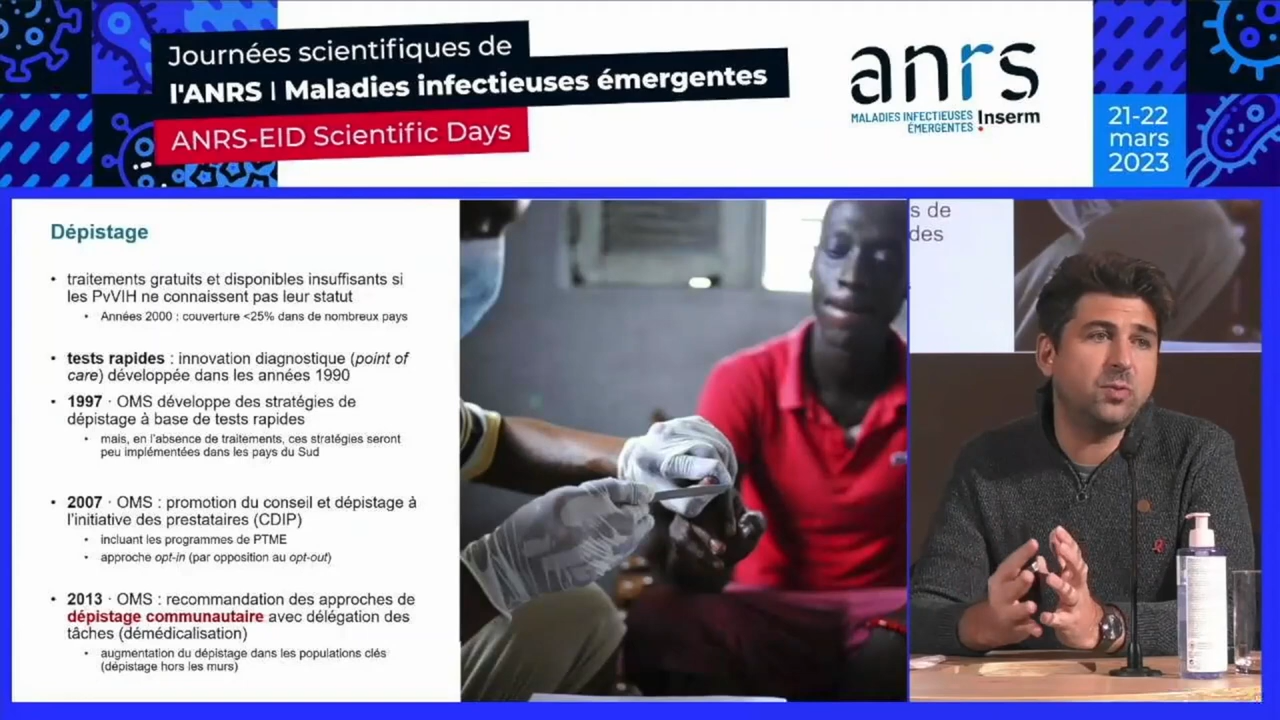 Journées scientifiques de
l'ANRS | Maladies infectieuses émergentes
ANRS-EID Scientific Days
anrs
MALADIES INFECTIEUSES
ÉMERGENTES
Inserm
21-22
mars
2023
Dépistage
• traitements gratuits et disponibles insuffisants si
les PvVIH ne connaissent pas leur statut
• Années 2000 : couverture <25% dans de nombreux pays
• tests rapides : innovation diagnostique (point of
care) développée dans les années 1990
• 1997 · OMS développe des stratégies de
dépistage à base de tests rapides
• mais, en l'absence de traitements, ces stratégies seront
peu implémentées dans les pays du Sud
• 2007 · OMS : promotion du conseil et dépistage à
l'initiative des prestataires (CDIP)
• incluant les programmes de PTME
• approche opt-in (par opposition au opt-out)
• 2013 · OMS : recommandation des approches de
dépistage communautaire avec délégation des
tâches (démédicalisation)
• augmentation du dépistage dans les populations clés
(dépistage hors les murs)
s de
des